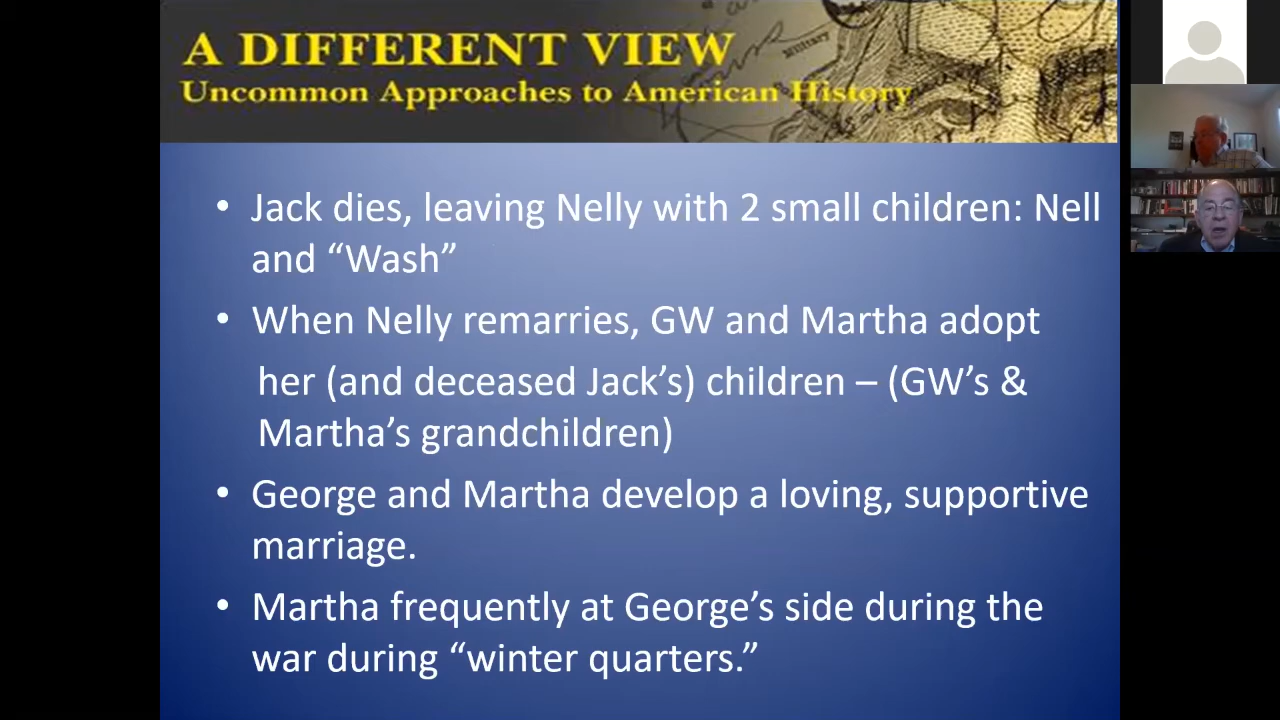 A DIFFERENT VIEW
Uncommon Approaches to American History
Military
• Jack dies, leaving Nelly with 2 small children: Nell
and “Wash”
• When Nelly remarries, GW and Martha adopt
her (and deceased Jack’s) children – (GW’s &
Martha’s grandchildren)
• George and Martha develop a loving, supportive
marriage.
• Martha frequently at George’s side during the
war during “winter quarters.”